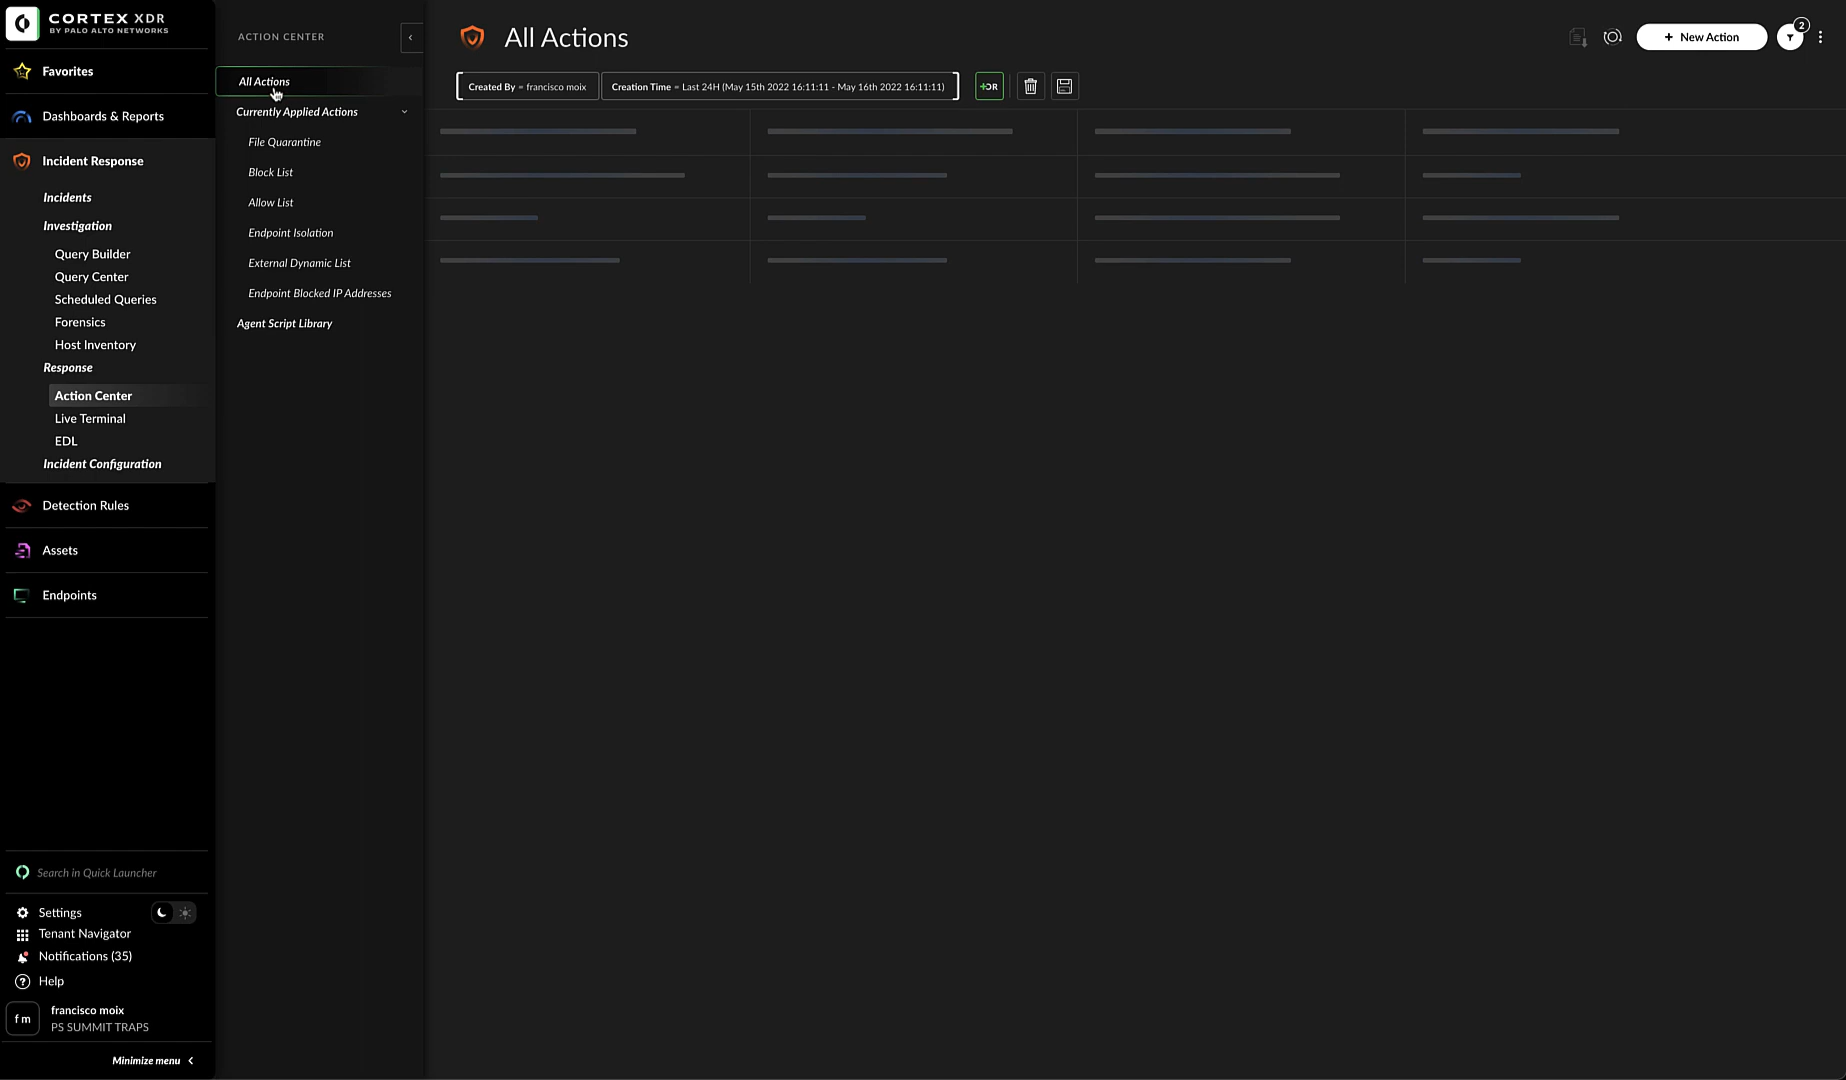 CORTEX XDR
BY PALO ALTO NETWORKS
Favorites
Dashboards & Reports
Incident Response
Incidents
Investigation
Query Builder
Query Center
Scheduled Queries
Forensics
Host Inventory
Response
Action Center
Live Terminal
EDL
Incident Configuration
Detection Rules
Assets
Endpoints
Search in Quick Launcher
Settings
Tenant Navigator
Notifications (35)
Help
f m
francisco moix
PS SUMMIT TRAPS
Minimize menu
ACTION CENTER
All Actions
Currently Applied Actions
File Quarantine
Block List
Allow List
Endpoint Isolation
External Dynamic List
Endpoint Blocked IP Addresses
Agent Script Library
All Actions
+ New Action
2
Created By = francisco moix
Creation Time = Last 24H (May 15th 2022 16:11:11 - May 16th 2022 16:11:11)
+OR